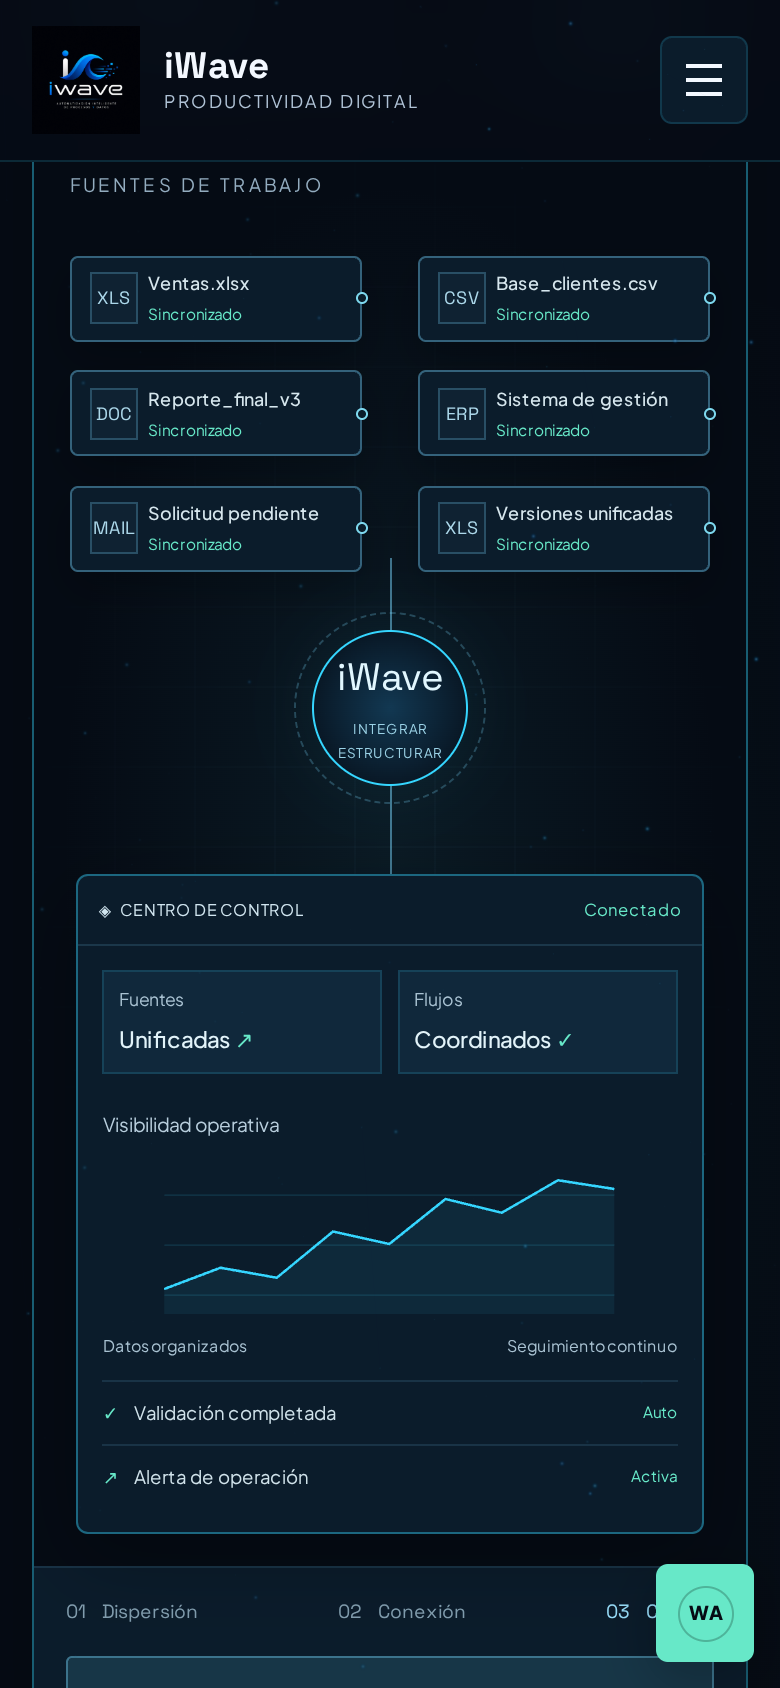 iwave
iWave
PRODUCTIVIDAD DIGITAL
FUENTES DE TRABAJO
XLS
Ventas.xlsx
Sincronizado
CSV
Base_clientes.csv
Sincronizado
DOC
Reporte_final_v3
Sincronizado
ERP
Sistema de gestión
Sincronizado
MAIL
Solicitud pendiente
Sincronizado
XLS
Versiones unificadas
Sincronizado
iWave
INTEGRAR
ESTRUCTURAR
◈ CENTRO DE CONTROL
Conectado
Fuentes
Unificadas ↗
Flujos
Coordinados ✓
Visibilidad operativa
Datos organizados
Seguimiento continuo
✓ Validación completada
Auto
↗ Alerta de operación
Activa
01 Dispersión
02 Conexión
03
WA